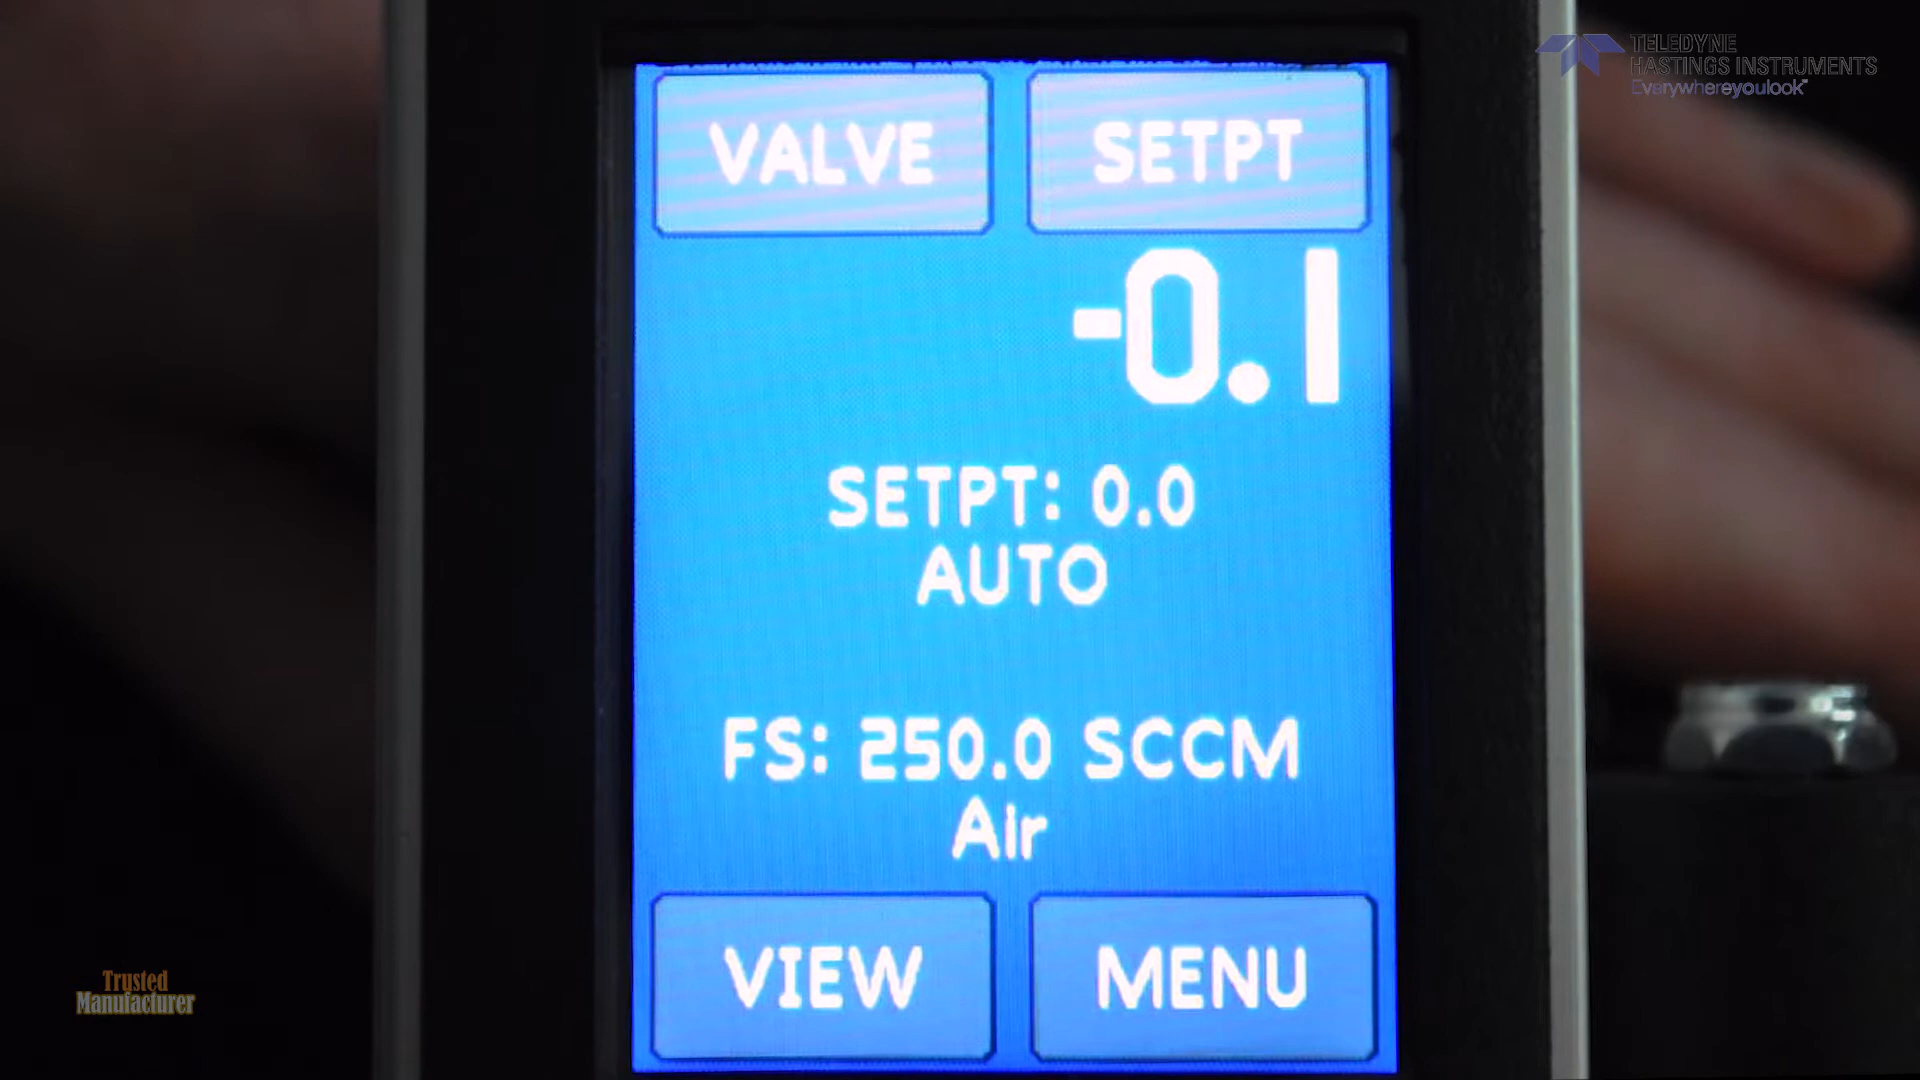 TELEDYNE
HASTINGS INSTRUMENTS
Everywhereyoulook™
VALVE
SETPT
-0.1
SETPT: 0.0
AUTO
FS: 250.0 SCCM
Air
VIEW
MENU
Trusted
Manufacturer